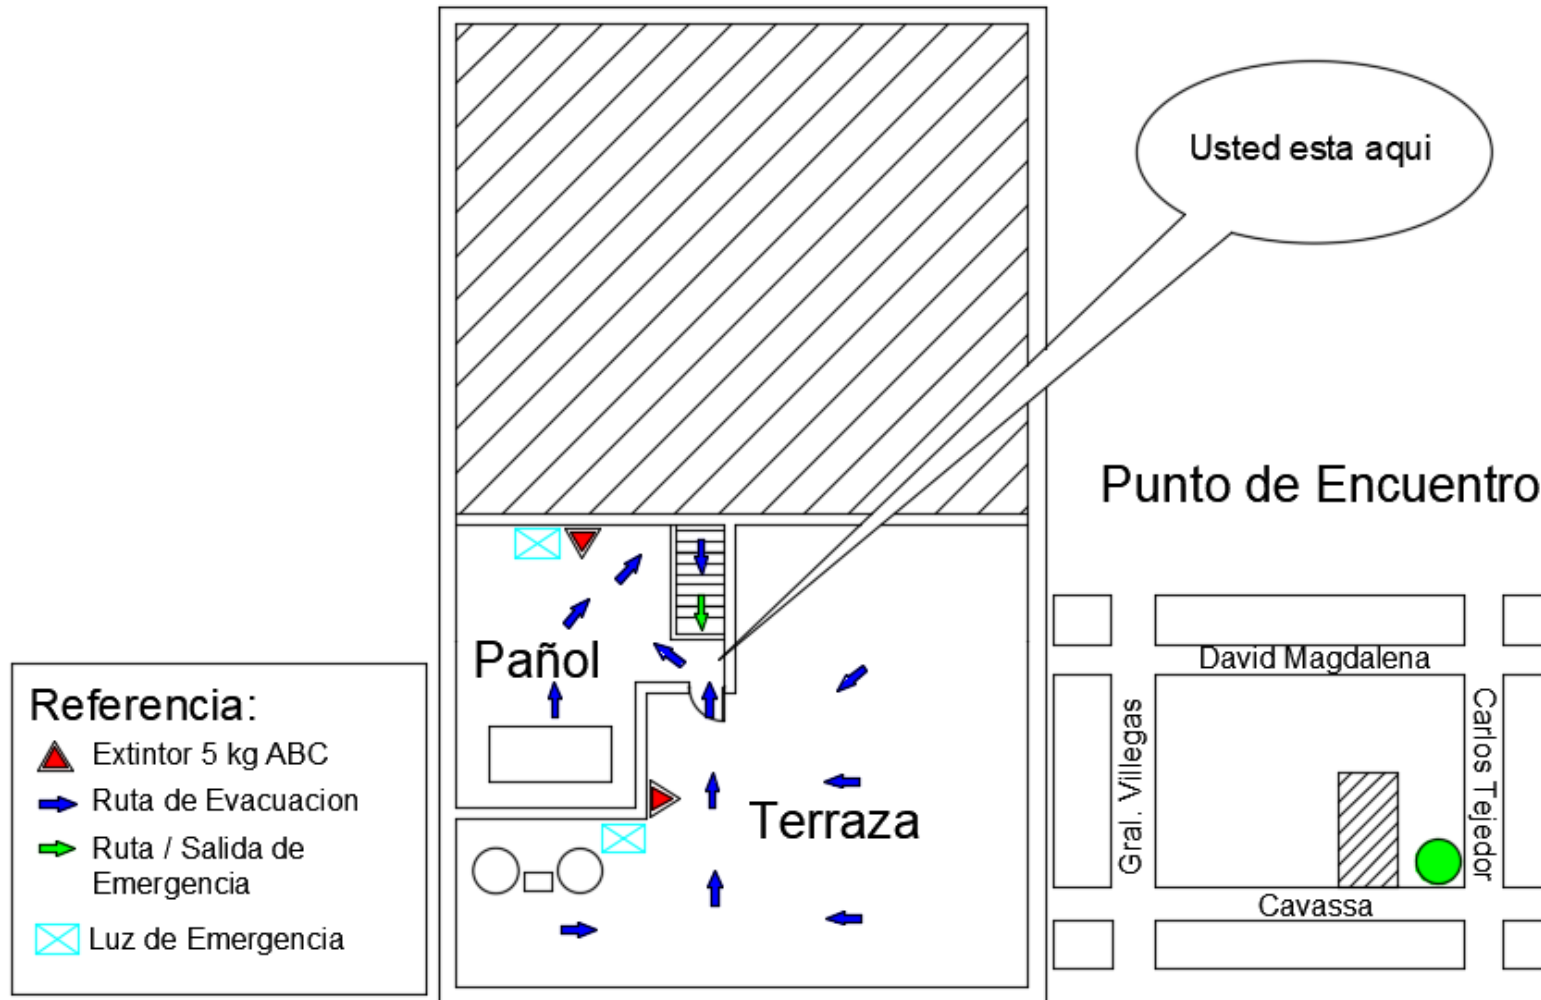 Usted esta aqui
Punto de Encuentro
Pañol
Terraza
Referencia:
Extintor 5 kg ABC
Ruta de Evacuacion
Ruta / Salida de
Emergencia
Luz de Emergencia
David Magdalena
Gral. Villegas
Carlos Tejedor
Cavassa